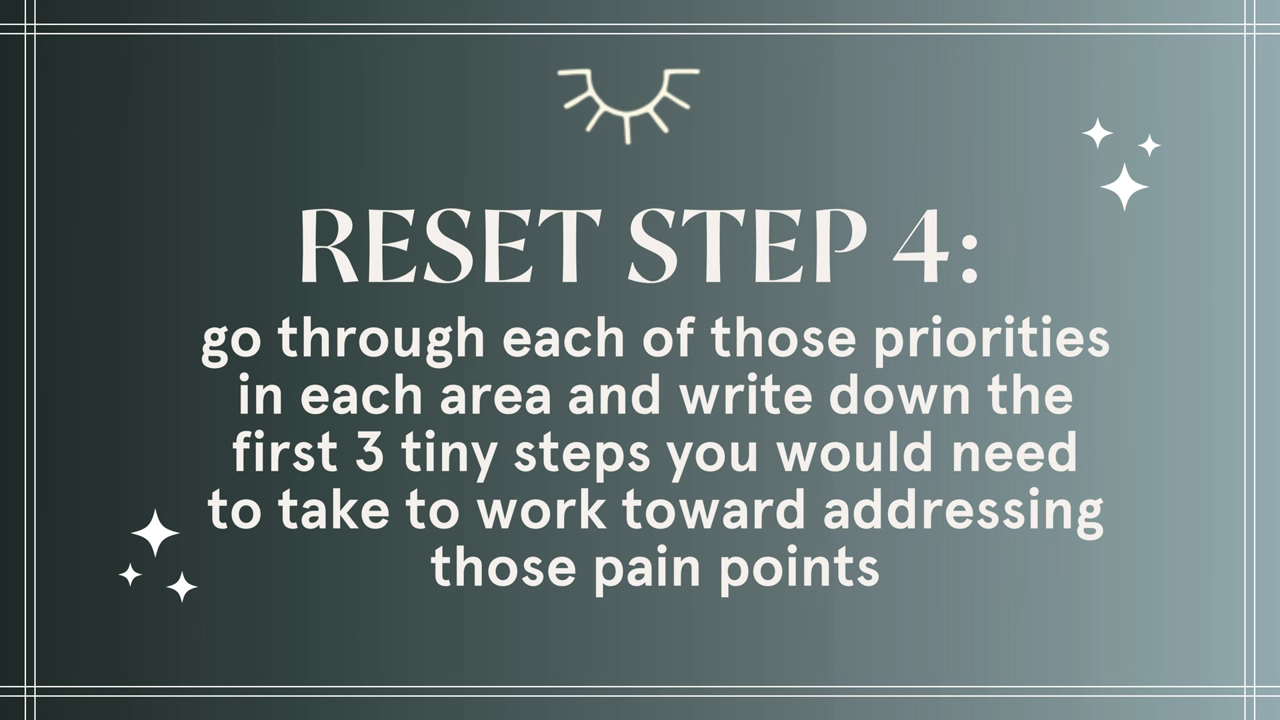 RESET STEP 4:
go through each of those priorities
in each area and write down the
first 3 tiny steps you would need
to take to work toward addressing
those pain points